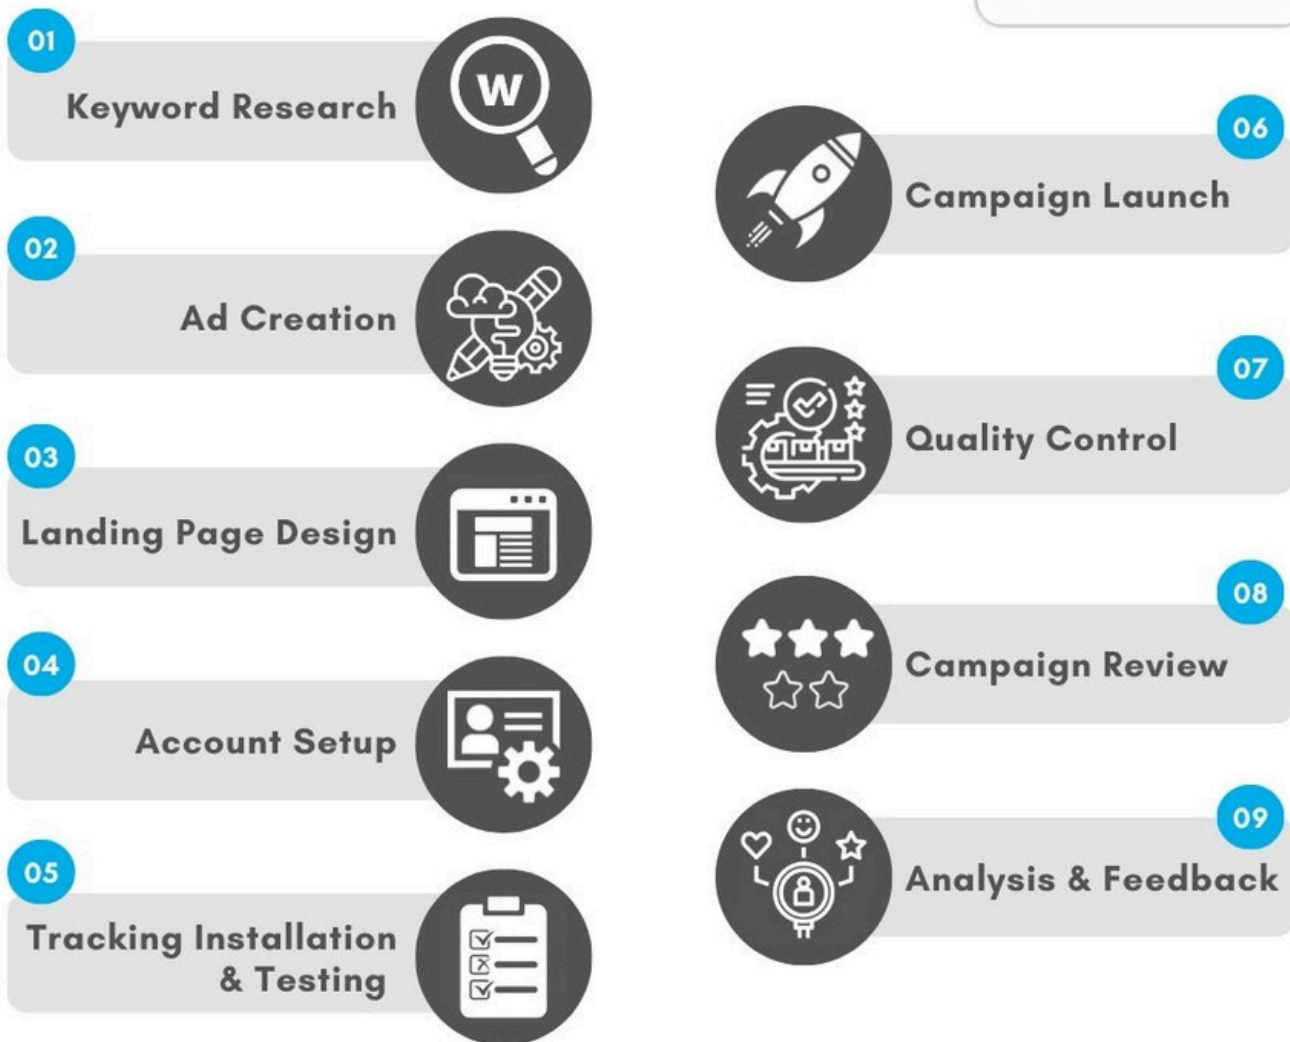 01
Keyword Research
W
02
Ad Creation
03
Landing Page Design
04
Account Setup
05
Tracking Installation
& Testing
06
Campaign Launch
07
Quality Control
08
Campaign Review
09
Analysis & Feedback